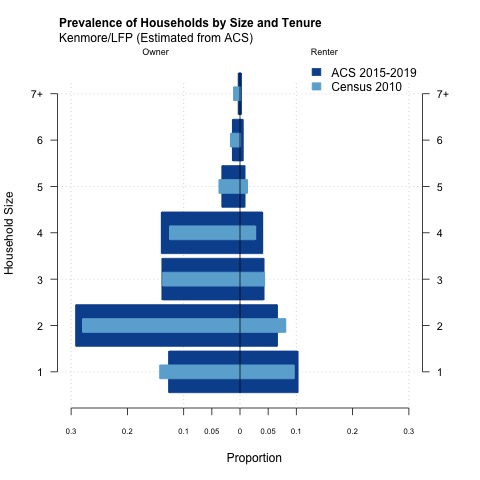 Prevalence of Households by Size and Tenure
Kenmore/LFP (Estimated from ACS)
Owner
Renter
ACS 2015-2019
Census 2010
7+
7+
6
6
5
5
4
4
3
3
2
2
1
1
Household Size
0.3
0.2
0.1
0.05
0
0.05
0.1
0.2
0.3
Proportion